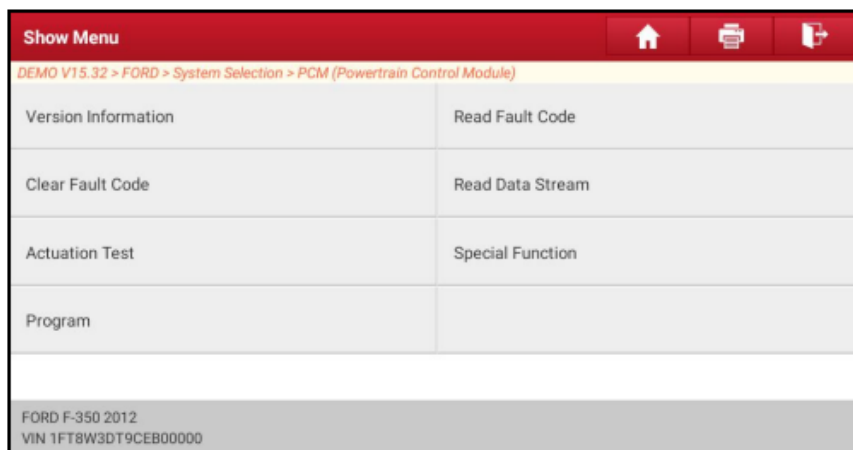 Show Menu
DEMO V15.32 > FORD > System Selection > PCM (Powertrain Control Module)
Version Information
Read Fault Code
Clear Fault Code
Read Data Stream
Actuation Test
Special Function
Program
FORD F-350 2012
VIN 1FT8W3DT9CEB00000